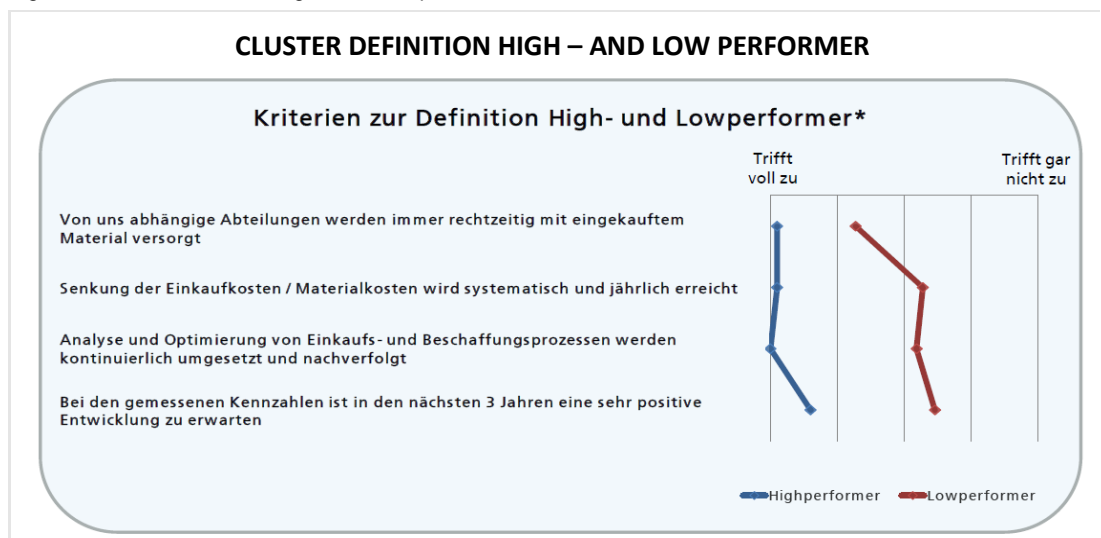 CLUSTER DEFINITION HIGH – AND LOW PERFORMER
Kriterien zur Definition High- und Lowperformer*
Trifft
voll zu
Trifft gar
nicht zu
Von uns abhängige Abteilungen werden immer rechtzeitig mit eingekauftem
Material versorgt
Senkung der Einkaufkosten / Materialkosten wird systematisch und jährlich erreicht
Analyse und Optimierung von Einkaufs- und Beschaffungsprozessen werden
kontinuierlich umgesetzt und nachverfolgt
Bei den gemessenen Kennzahlen ist in den nächsten 3 Jahren eine sehr positive
Entwicklung zu erwarten
Highperformer
Lowperformer